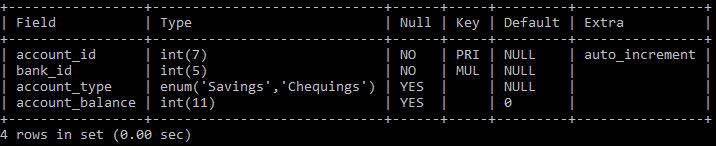 +-----------------+-----------------------------+------+-----+---------+----------------+
| Field           | Type                        | Null | Key | Default | Extra          |
+-----------------+-----------------------------+------+-----+---------+----------------+
| account_id      | int(7)                      | NO   | PRI | NULL    | auto_increment |
| bank_id         | int(5)                      | NO   | MUL | NULL    |                |
| account_type    | enum('Savings','Chequings') | YES  |     | NULL    |                |
| account_balance | int(11)                     | YES  |     | 0       |                |
+-----------------+-----------------------------+------+-----+---------+----------------+
4 rows in set (0.00 sec)